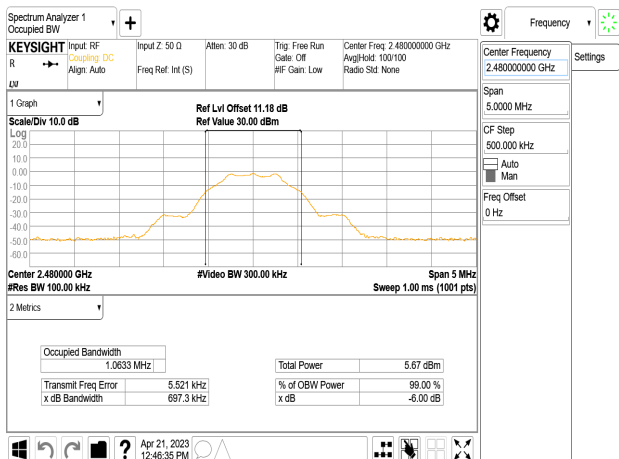 Spectrum Analyzer 1
Occupied BW
Frequency
KEYSIGHT
R
Input: RF
Coupling: DC
Align: Auto
Input Z: 50 Ω
Freq Ref: Int (S)
Atten: 30 dB
Trig: Free Run
Gate: Off
#IF Gain: Low
Center Freq: 2.480000000 GHz
Avg|Hold: 100/100
Radio Std: None
Center Frequency
2.480000000 GHz
Settings
Span
5.0000 MHz
CF Step
500.000 kHz
Auto
Man
Freq Offset
0 Hz
1 Graph
Scale/Div 10.0 dB
Ref Lvl Offset 11.18 dB
Ref Value 30.00 dBm
Log
20.0
10.0
0.00
-10.0
-20.0
-30.0
-40.0
-50.0
-60.0
Center 2.480000 GHz
#Res BW 100.00 kHz
#Video BW 300.00 kHz
Span 5 MHz
Sweep 1.00 ms (1001 pts)
2 Metrics
Occupied Bandwidth
1.0633 MHz
Total Power 5.67 dBm
Transmit Freq Error 5.521 kHz
% of OBW Power 99.00 %
x dB Bandwidth 697.3 kHz
x dB -6.00 dB
?
Apr 21, 2023
12:46:35 PM